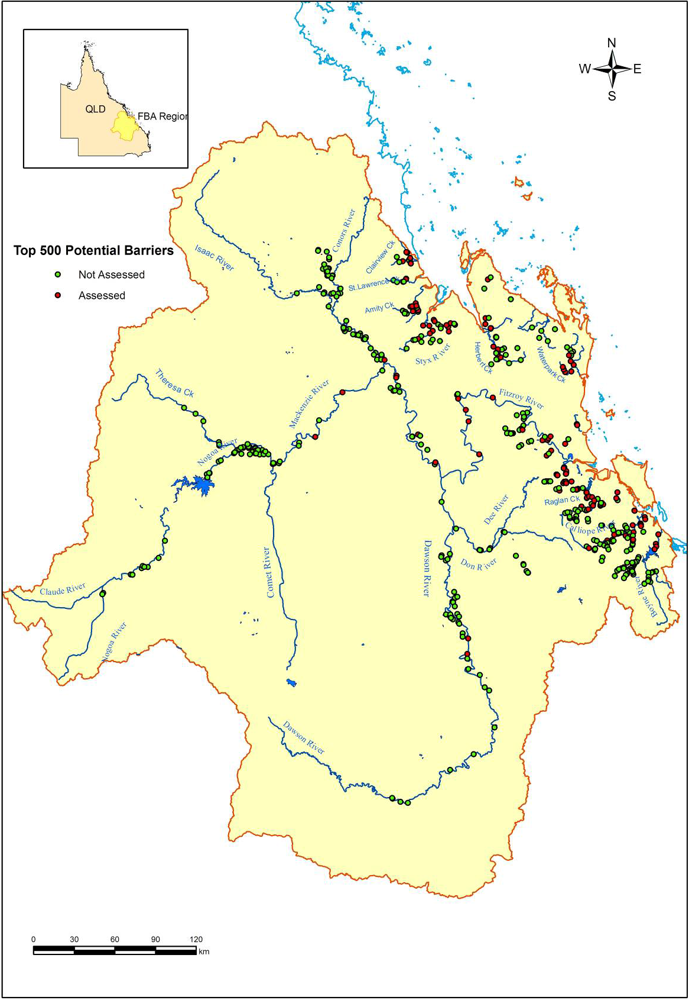 N
W E
S
QLD
FBA Region
Top 500 Potential Barriers
Not Assessed
Assessed
Conors River
Isaac River
Clairview Ck
St.Lawrence Ck
Amity Ck
Styx River
Herbert Ck
Waterpark Ck
Theresa Ck
Mackenzie River
Fitzroy River
Nogoa River
Raglan Ck
Dee River
Calliope River
Dawson River
Don River
Comet River
Claude River
Boyne River
Nogoa River
Dawson River
0 30 60 90 120
km